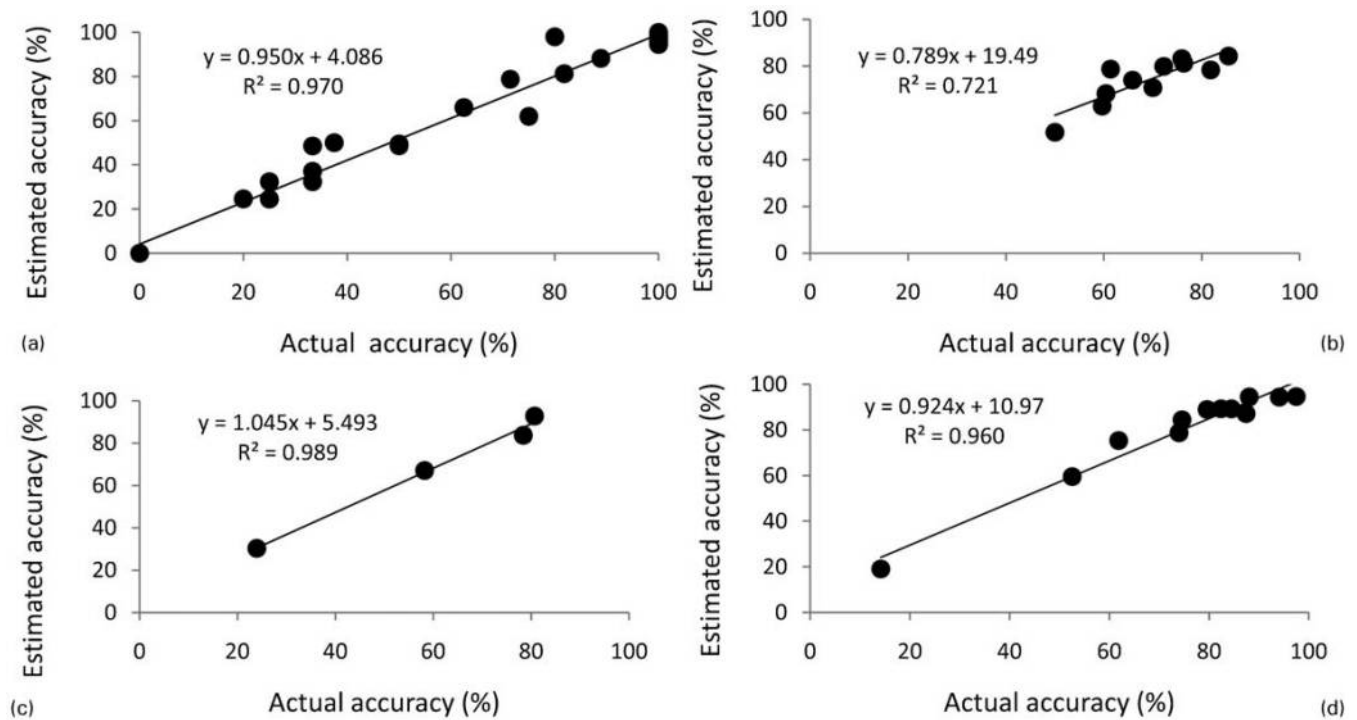 Estimated accuracy (%)
100
80
60
40
20
0
y = 0.950x + 4.086
R² = 0.970
0 20 40 60 80 100
Actual accuracy (%)
(a)
Estimated accuracy (%)
100
80
60
40
20
0
y = 0.789x + 19.49
R² = 0.721
0 20 40 60 80 100
Actual accuracy (%)
(b)
Estimated accuracy (%)
100
80
60
40
20
0
y = 1.045x + 5.493
R² = 0.989
0 20 40 60 80 100
Actual accuracy (%)
(c)
Estimated accuracy (%)
100
80
60
40
20
0
y = 0.924x + 10.97
R² = 0.960
0 20 40 60 80 100
Actual accuracy (%)
(d)